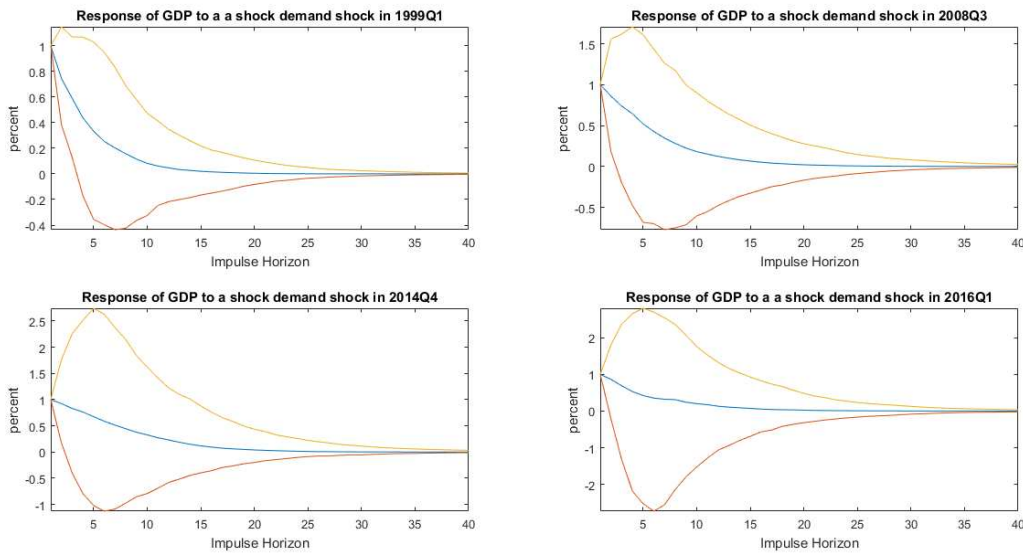 Response of GDP to a a shock demand shock in 1999Q1
1
0.8
0.6
0.4
0.2
0
-0.2
-0.4
percent
5 10 15 20 25 30 35 40
Impulse Horizon
Response of GDP to a a shock demand shock in 2008Q3
1.5
1
0.5
0
-0.5
percent
5 10 15 20 25 30 35 40
Impulse Horizon
Response of GDP to a a shock demand shock in 2014Q4
2.5
2
1.5
1
0.5
0
-0.5
-1
percent
5 10 15 20 25 30 35 40
Impulse Horizon
Response of GDP to a a shock demand shock in 2016Q1
2
1
0
-1
-2
percent
5 10 15 20 25 30 35 40
Impulse Horizon